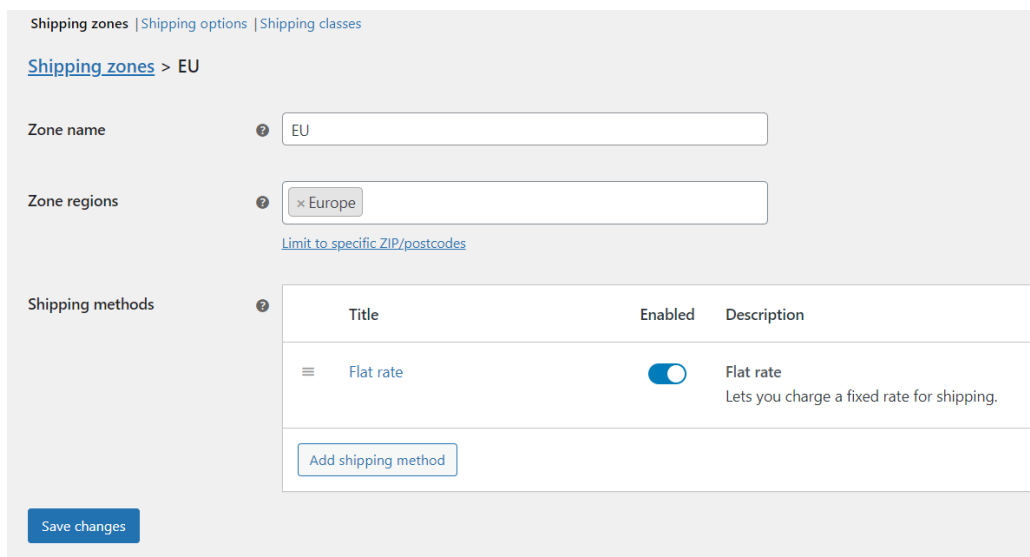 Shipping zones | Shipping options | Shipping classes
Shipping zones > EU
Zone name ? EU
Zone regions ? × Europe
Limit to specific ZIP/postcodes
Shipping methods ?
Title Enabled Description
Flat rate Flat rate
Lets you charge a fixed rate for shipping.
Add shipping method
Save changes